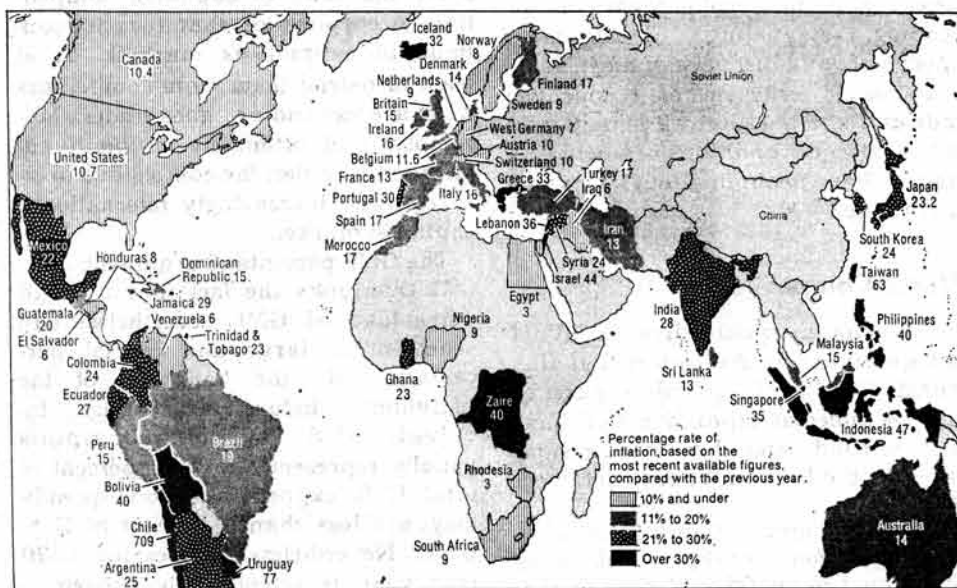 Iceland
32
Norway
8
Canada
10.4
Denmark
14
Netherlands
9
Finland 17
Soviet Union
Britain
15
Sweden 9
Ireland
16
West Germany 7
Austria 10
United States
10.7
Belgium 11.6
Switzerland 10
France 13
Greece 33
Turkey 17
Iraq 6
Portugal 30
Italy 16
Spain 17
Lebanon 36
Iran
13
China
Japan
23.2
Mexico
22
Honduras 8
Morocco
17
Syria 24
Israel 44
South Korea
24
Dominican
Republic 15
Taiwan
63
Jamaica 29
Egypt
3
Guatemala
20
Venezuela 6
India
28
Philippines
40
El Salvador
6
Trinidad &
Tobago 23
Nigeria
9
Malaysia
15
Colombia
24
Sri Lanka
13
Ghana
23
Singapore
35
Ecuador
27
Zaire
40
Indonesia 47
Brazil
19
Peru
15
Percentage rate of
inflation, based on the
most recent available figures,
compared with the previous year.
Rhodesia
3
Bolivia
40
10% and under
11% to 20%
Chile
709
21% to 30%
Australia
14
South Africa
9
Over 30%
Argentina
25
Uruguay
77